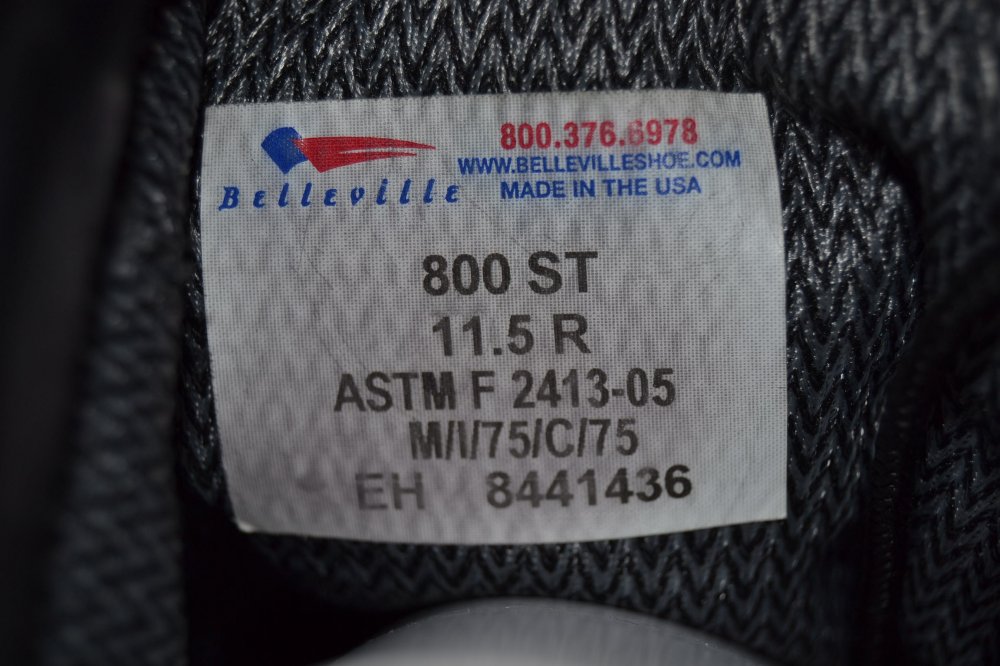 Belleville
800.376.6978
WWW.BELLEVILLESHOE.COM
MADE IN THE USA
800 ST
11.5 R
ASTM F 2413-05
M/I/75/C/75
EH 8441436